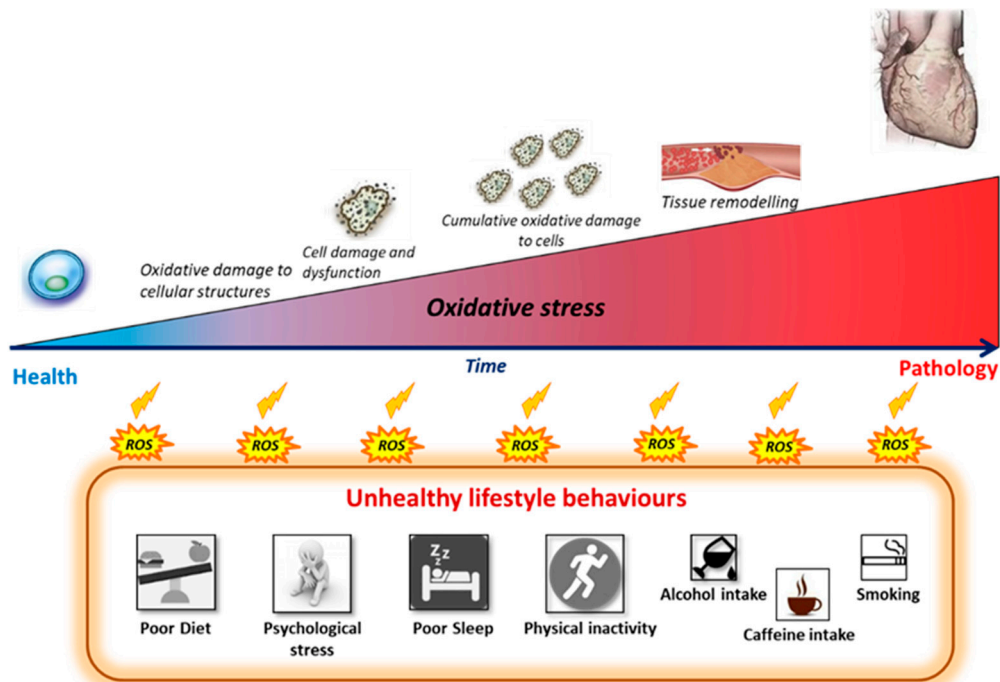 Tissue remodelling
Cumulative oxidative damage
to cells
Cell damage and
dysfunction
Oxidative damage to
cellular structures
Oxidative stress
Time
Health
Pathology
ROS
ROS
ROS
ROS
ROS
ROS
ROS
Unhealthy lifestyle behaviours
Z Z
Z
Poor Diet
Psychological
stress
Poor Sleep
Physical inactivity
Alcohol intake
Caffeine intake
Smoking